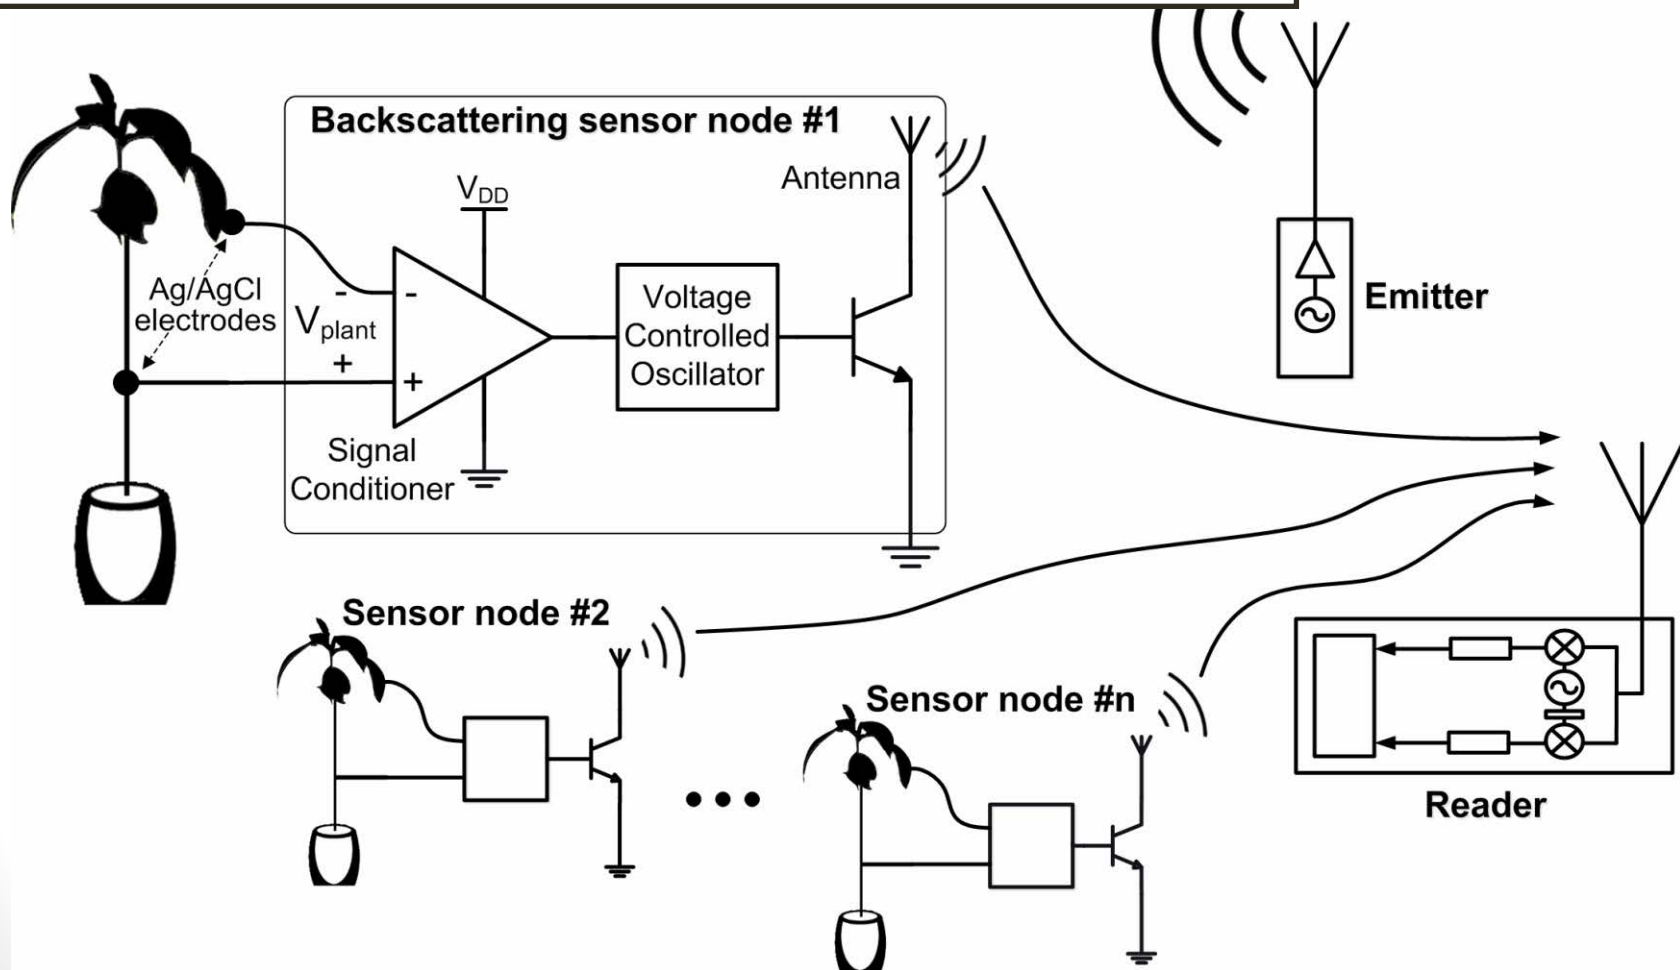 Backscattering sensor node #1
Antenna
VDD
Ag/AgCl
electrodes
-
Vplant
+
-
+
Voltage
Controlled
Oscillator
Signal
Conditioner
Emitter
Sensor node #2
Sensor node #n
Reader